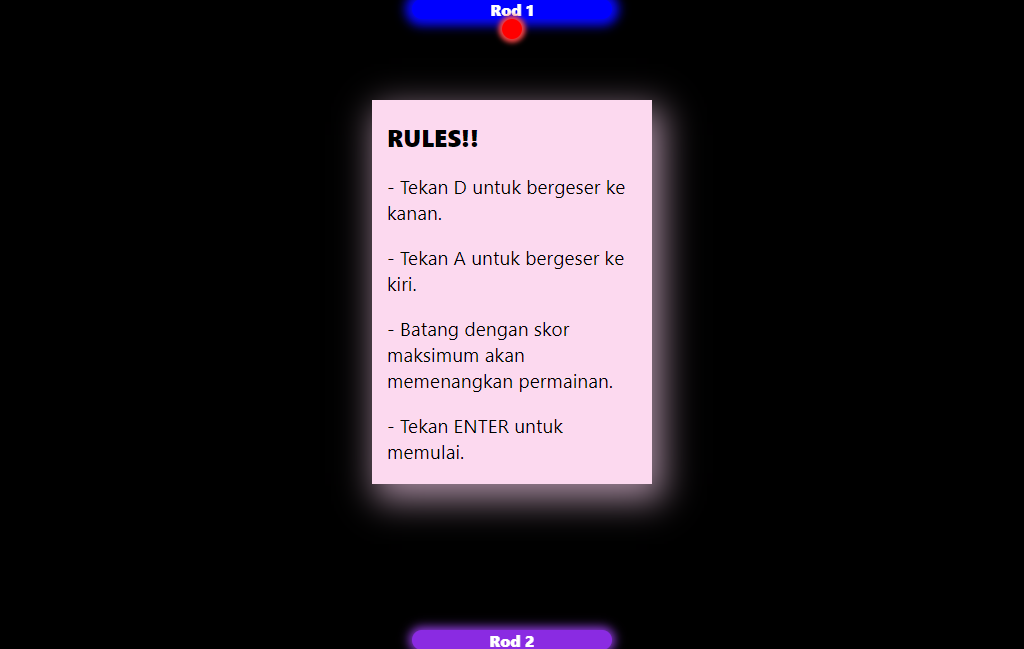 Rod 1
RULES!!
- Tekan D untuk bergeser ke
kanan.
- Tekan A untuk bergeser ke
kiri.
- Batang dengan skor
maksimum akan
memenangkan permainan.
- Tekan ENTER untuk
memulai.
Rod 2